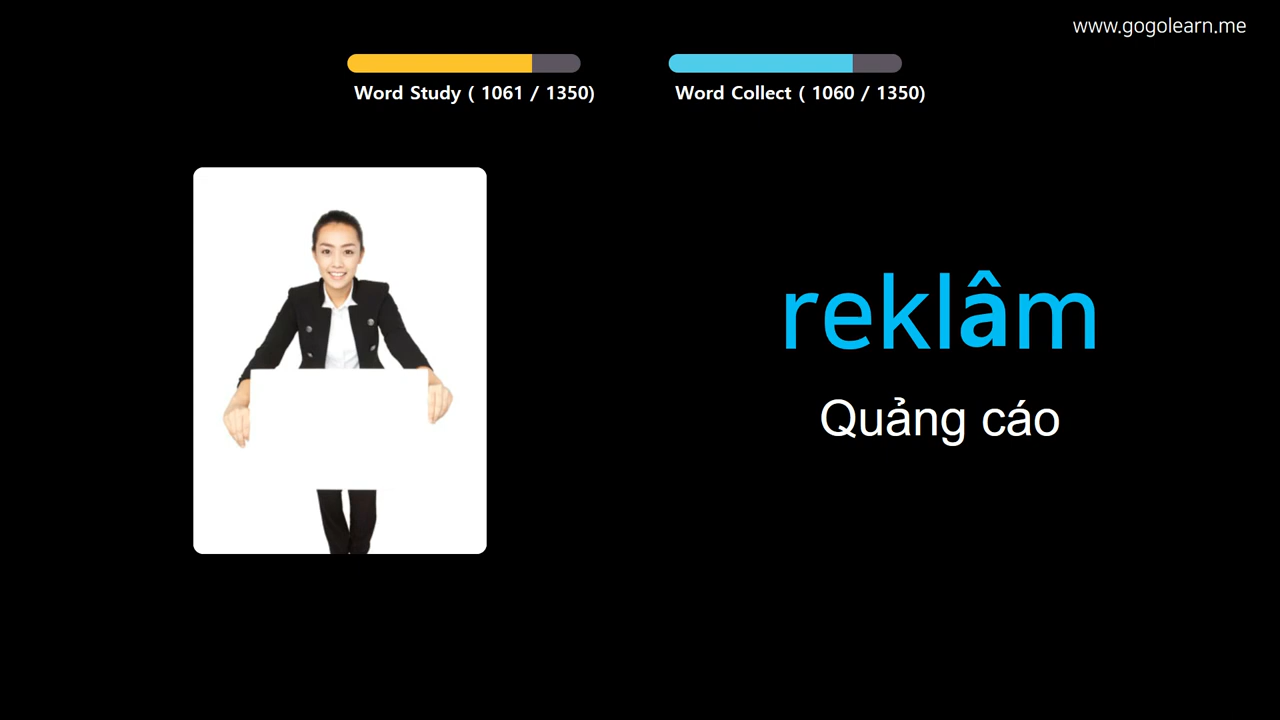 www.gogolearn.me
Word Study ( 1061 / 1350)
Word Collect ( 1060 / 1350)
reklâm
Quảng cáo